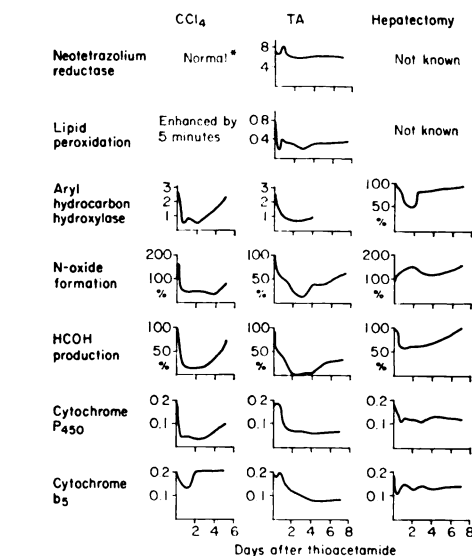 CCl4 TA Hepatectomy
Neotetrazolium
reductase
Normal*
8
4
Not known
Lipid
peroxidation
Enhanced by
5 minutes
0.8
0.4
Not known
Aryl
hydrocarbon
hydroxylase
3
2
1
3
2
1
100
50
%
N-oxide
formation
200
100
%
100
50
%
200
100
%
HCOH
production
100
50
%
100
50
%
100
50
%
Cytochrome
P450
0.2
0.1
0.2
0.1
0.2
0.1
Cytochrome
b5
0.2
0.1
0.2
0.1
0.2
0.1
2 4 6 2 4 6 8 2 4 6 8
Days after thioacetamide